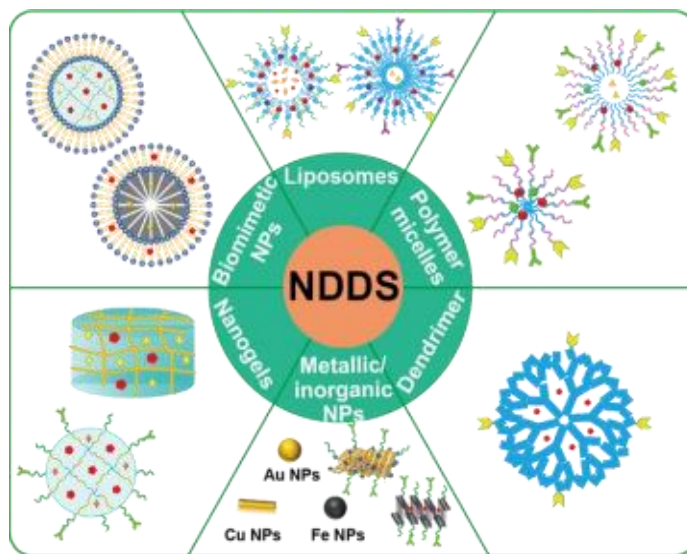 Liposomes
Biomimetic
NPs
Polymer
micelles
NDDS
Nanogels
Dendrimer
Metallic/
inorganic
NPs
Au NPs
Cu NPs
Fe NPs